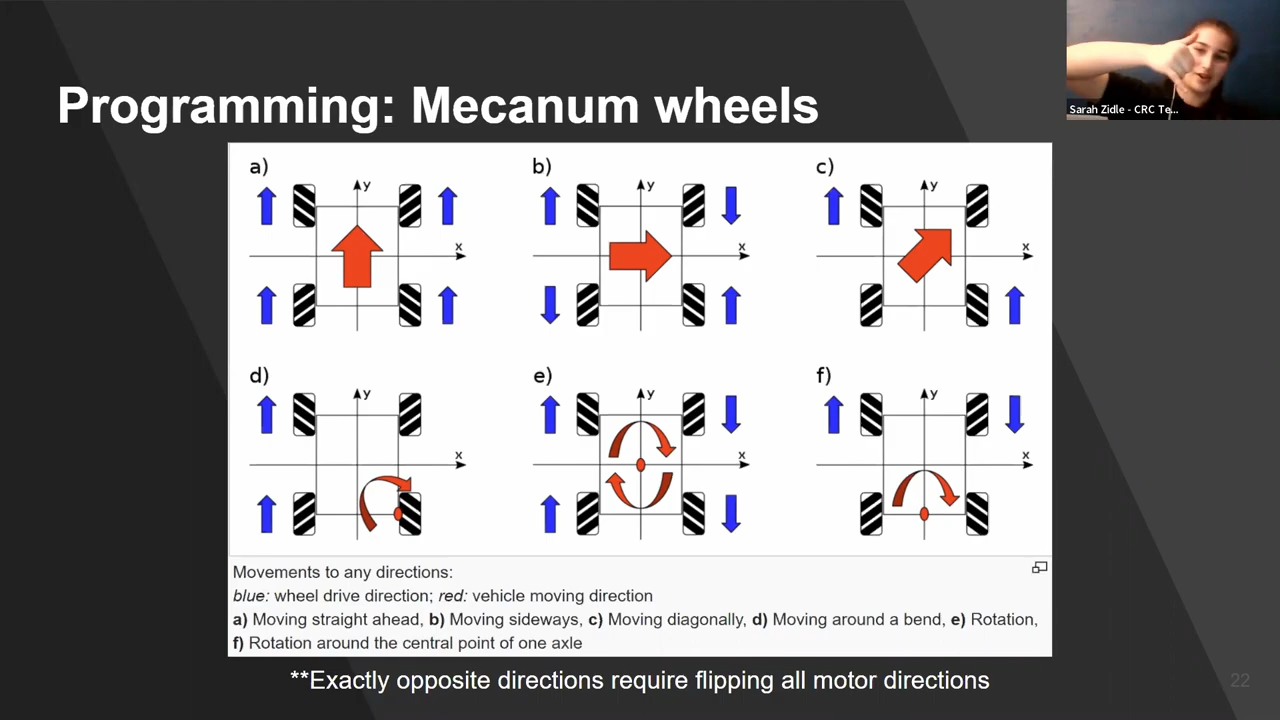 Programming: Mecanum wheels
Sarah Zidle - CRC Te...
a)
b)
c)
y
y
y
x
x
x
d)
e)
f)
y
y
y
x
x
x
Movements to any directions:
blue: wheel drive direction; red: vehicle moving direction
a) Moving straight ahead, b) Moving sideways, c) Moving diagonally, d) Moving around a bend, e) Rotation,
f) Rotation around the central point of one axle
**Exactly opposite directions require flipping all motor directions
22